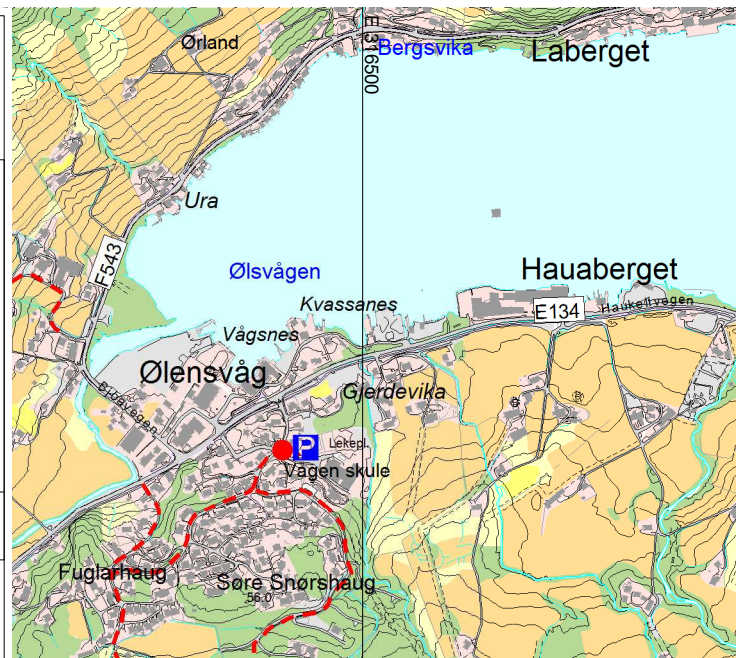 Ørland
E 316500
Bergsvika
Laberget
Ura
F543
Ølsvågen
Hauaberget
Kvassanes
E134
Haukelivegen
Vågsnes
Ølensvåg
Gjerdevika
P
Lekepl.
Vågen skule
Fuglarhaug
Søre Snørshaug
56.0